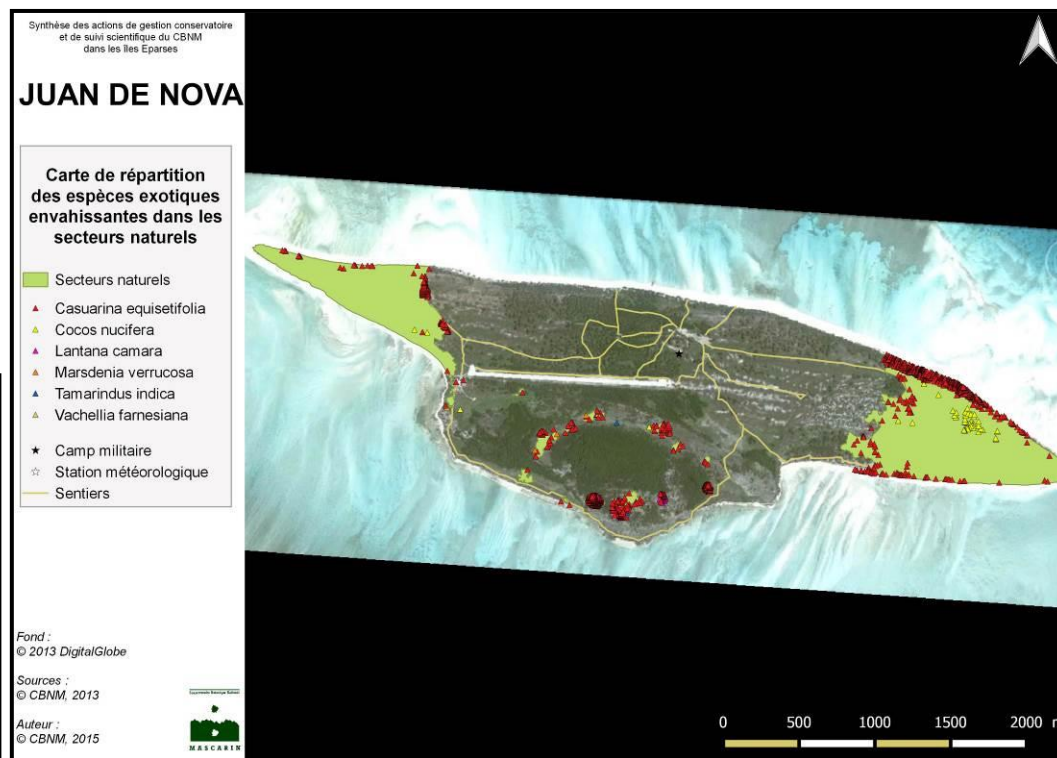 Synthèse des actions de gestion conservatoire
et de suivi scientifique du CBNM
dans les îles Eparses
JUAN DE NOVA
Carte de répartition
des espèces exotiques
envahissantes dans les
secteurs naturels
Secteurs naturels
Casuarina equisetifolia
Cocos nucifera
Lantana camara
Marsdenia verrucosa
Tamarindus indica
Vachellia farnesiana
Camp militaire
Station météorologique
Sentiers
Fond :
© 2013 DigitalGlobe
Sources :
© CBNM, 2013
Auteur :
© CBNM, 2015
MASCARIN
0 500 1000 1500 2000